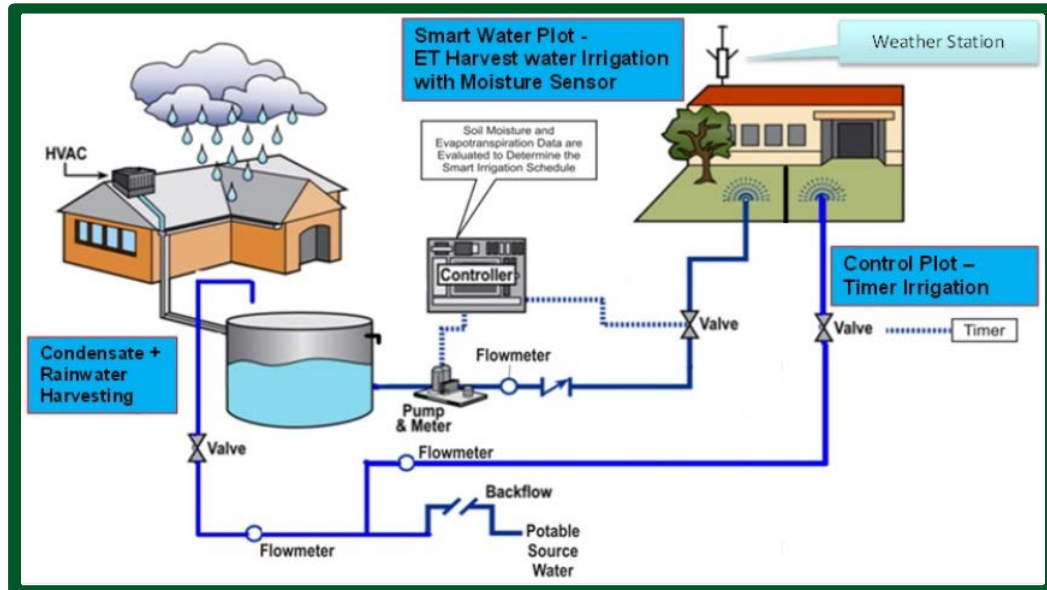 Smart Water Plot -
ET Harvest water Irrigation
with Moisture Sensor
Weather Station
Soil Moisture and
Evapotranspiration Data are
Evaluated to Determine the
Smart Irrigation Schedule
HVAC
Controller
Control Plot –
Timer Irrigation
Valve
Valve
Timer
Condensate +
Rainwater
Harvesting
Flowmeter
Pump
& Meter
Valve
Flowmeter
Backflow
Flowmeter
Potable
Source
Water